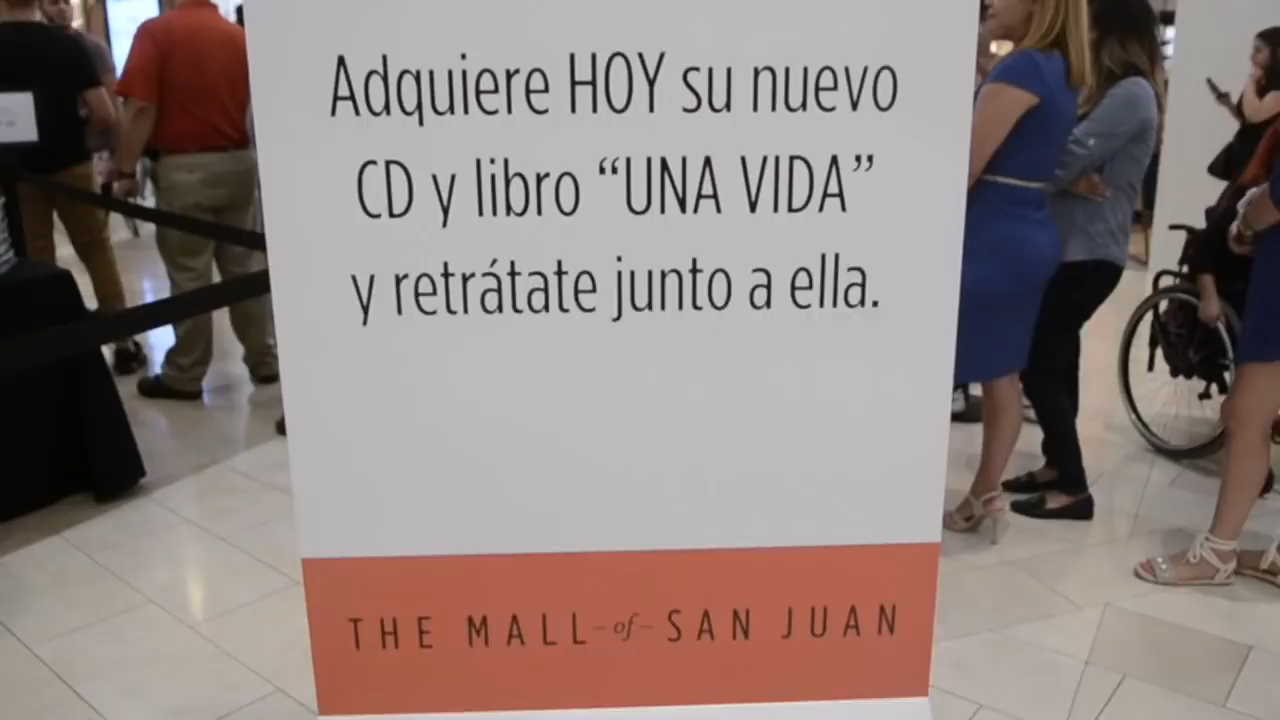 Adquiere HOY su nuevo
CD y libro “UNA VIDA”
y retrátate junto a ella.
THE MALL-of-SAN JUAN